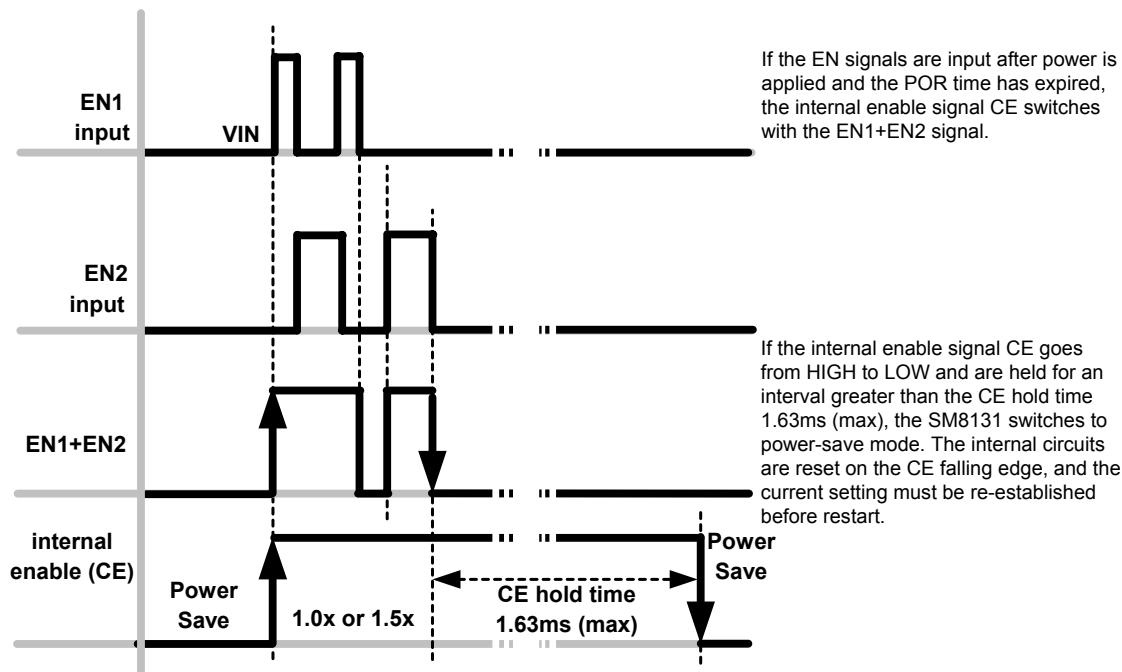 EN1
input
VIN
If the EN signals are input after power is
applied and the POR time has expired,
the internal enable signal CE switches
with the EN1+EN2 signal.
EN2
input
If the internal enable signal CE goes
from HIGH to LOW and are held for an
interval greater than the CE hold time
1.63ms (max), the SM8131 switches to
power-save mode. The internal circuits
are reset on the CE falling edge, and the
current setting must be re-established
before restart.
EN1+EN2
internal
enable (CE)
Power
Save
1.0x or 1.5x
CE hold time
1.63ms (max)
Power
Save